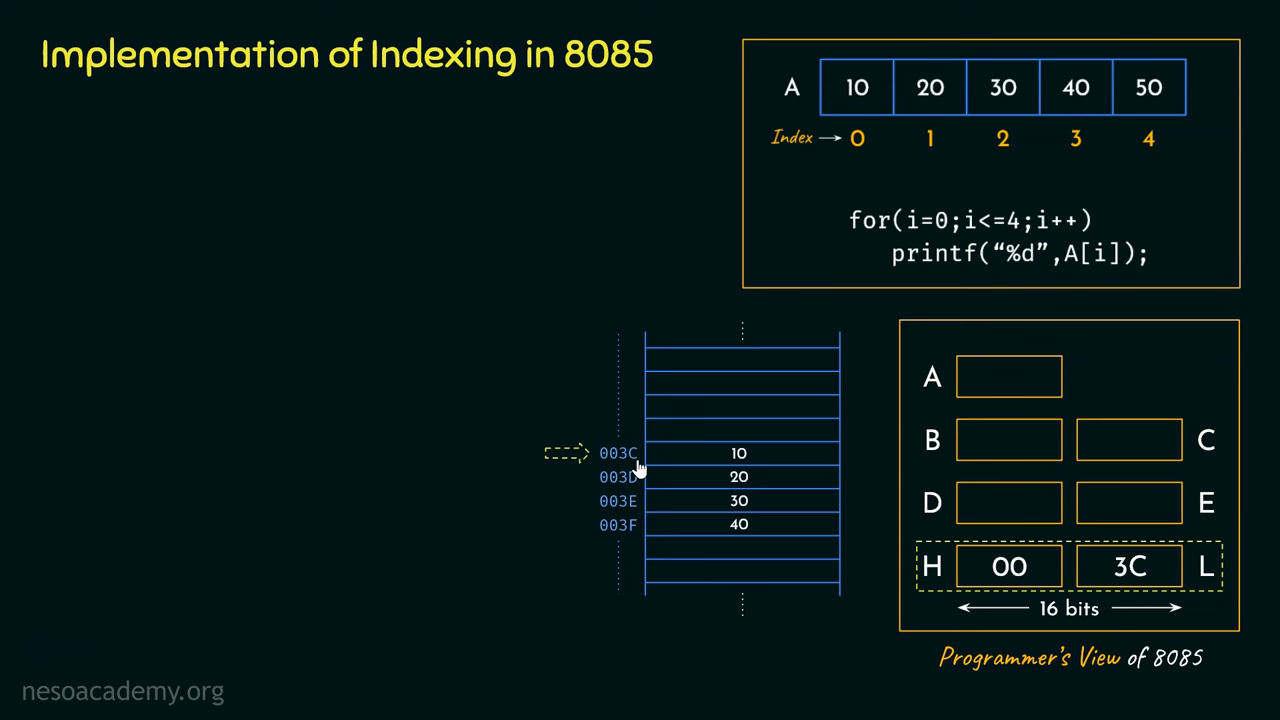 Implementation of Indexing in 8085
A 10 20 30 40 50
Index → 0 1 2 3 4
for(i=0;i<=4;i++)
printf(“%d”,A[i]);
003C 10
003D 20
003E 30
003F 40
A
B C
D E
H 00 3C L
16 bits
Programmer's View of 8085
nesoacademy.org